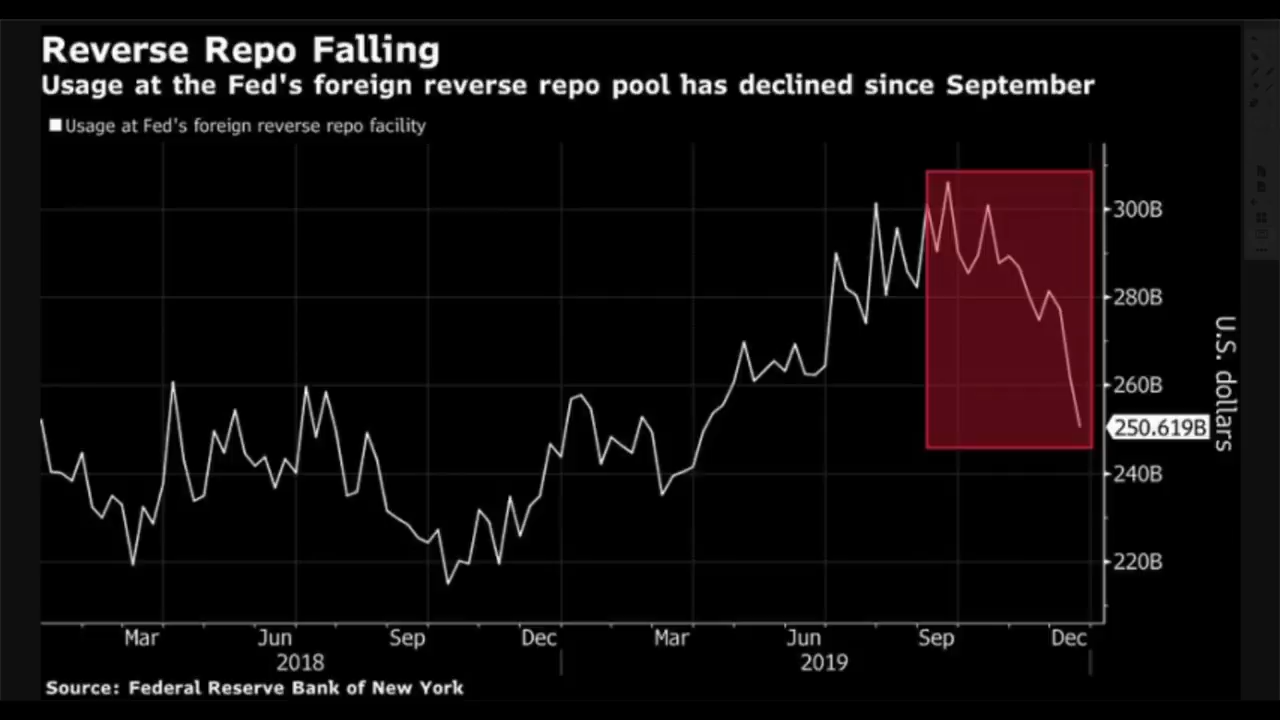 Reverse Repo Falling
Usage at the Fed's foreign reverse repo pool has declined since September
Usage at Fed's foreign reverse repo facility
300B
280B
260B
250.619B
240B
220B
U.S. dollars
Mar Jun Sep Dec Mar Jun Sep Dec
2018 2019
Source: Federal Reserve Bank of New York